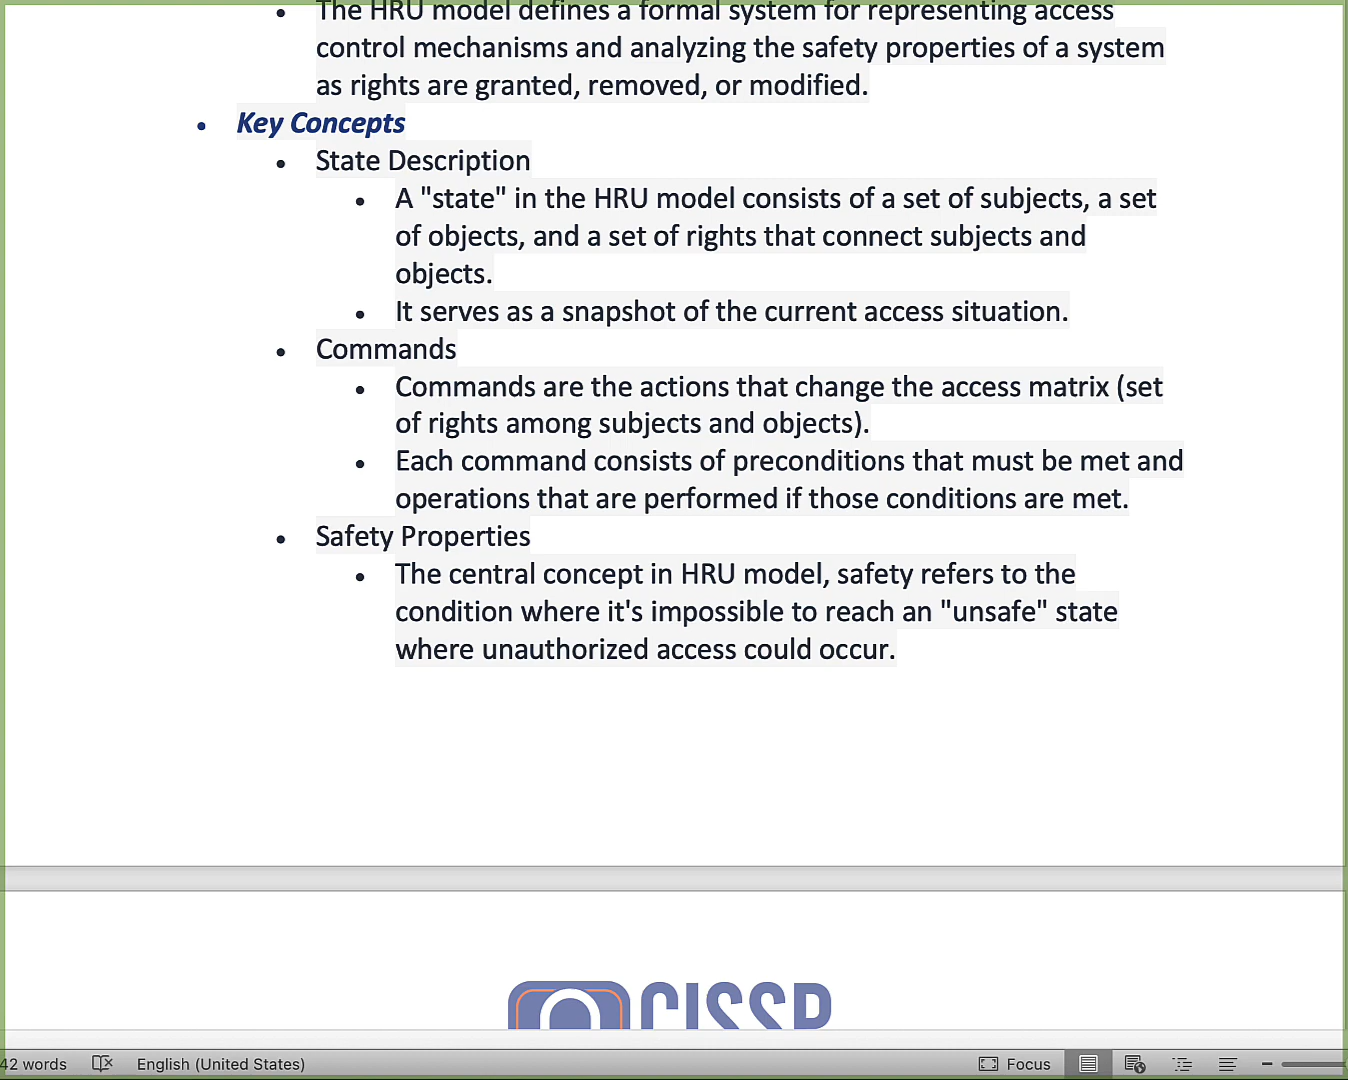 The HRU model defines a formal system for representing access
control mechanisms and analyzing the safety properties of a system
as rights are granted, removed, or modified.
Key Concepts
State Description
A "state" in the HRU model consists of a set of subjects, a set
of objects, and a set of rights that connect subjects and
objects.
It serves as a snapshot of the current access situation.
Commands
Commands are the actions that change the access matrix (set
of rights among subjects and objects).
Each command consists of preconditions that must be met and
operations that are performed if those conditions are met.
Safety Properties
The central concept in HRU model, safety refers to the
condition where it's impossible to reach an "unsafe" state
where unauthorized access could occur.
CISSP
42 words English (United States) Focus